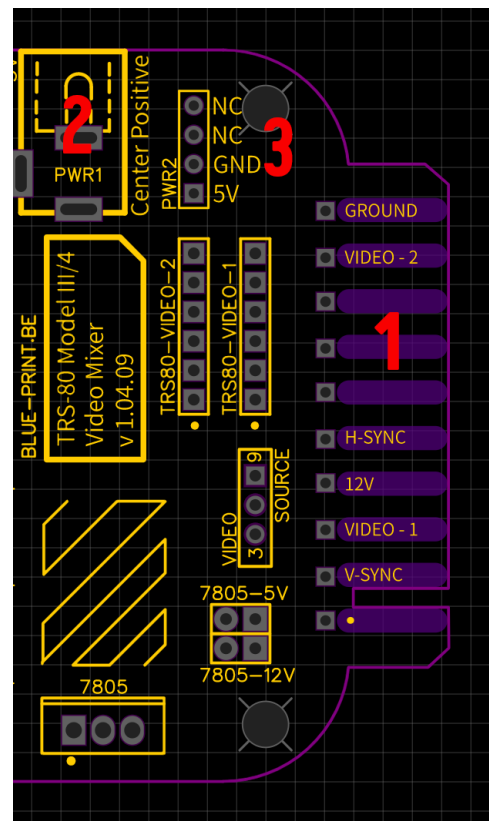 2
PWR1
Center Positive
NC
NC
GND
5V
PWR2
3
GROUND
VIDEO - 2
1
H-SYNC
12V
VIDEO - 1
V-SYNC
TRS80-VIDEO-2
TRS80-VIDEO-1
BLUE-PRINT.BE
TRS-80 Model III/4
Video Mixer
v 1.04.09
9
VIDEO
SOURCE
3
7805-5V
7805-12V
7805